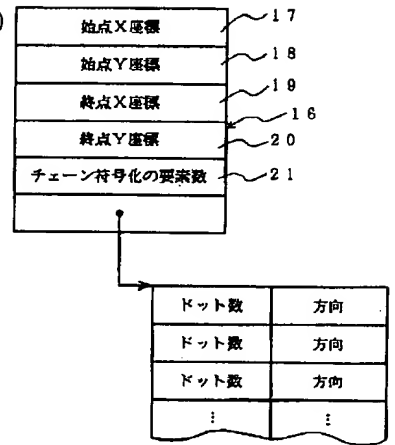 )
始点X座標 17
始点Y座標 18
終点X座標 19
16
終点Y座標 20
チェーン符号化の要素数 21
ドット数 方向
ドット数 方向
ドット数 方向
⋮ ⋮